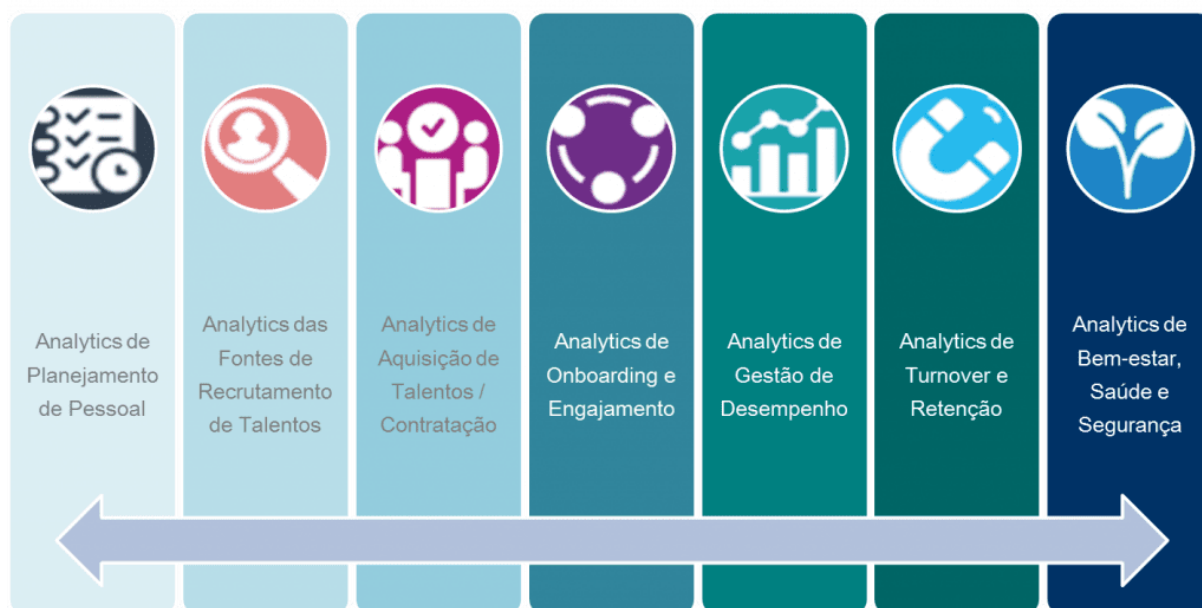 Analytics de
Planejamento
de Pessoal
Analytics das
Fontes de
Recrutamento
de Talentos
Analytics de
Aquisição de
Talentos /
Contratação
Analytics de
Onboarding e
Engajamento
Analytics de
Gestão de
Desempenho
Analytics de
Turnover e
Retenção
Analytics de
Bem-estar,
Saúde e
Segurança